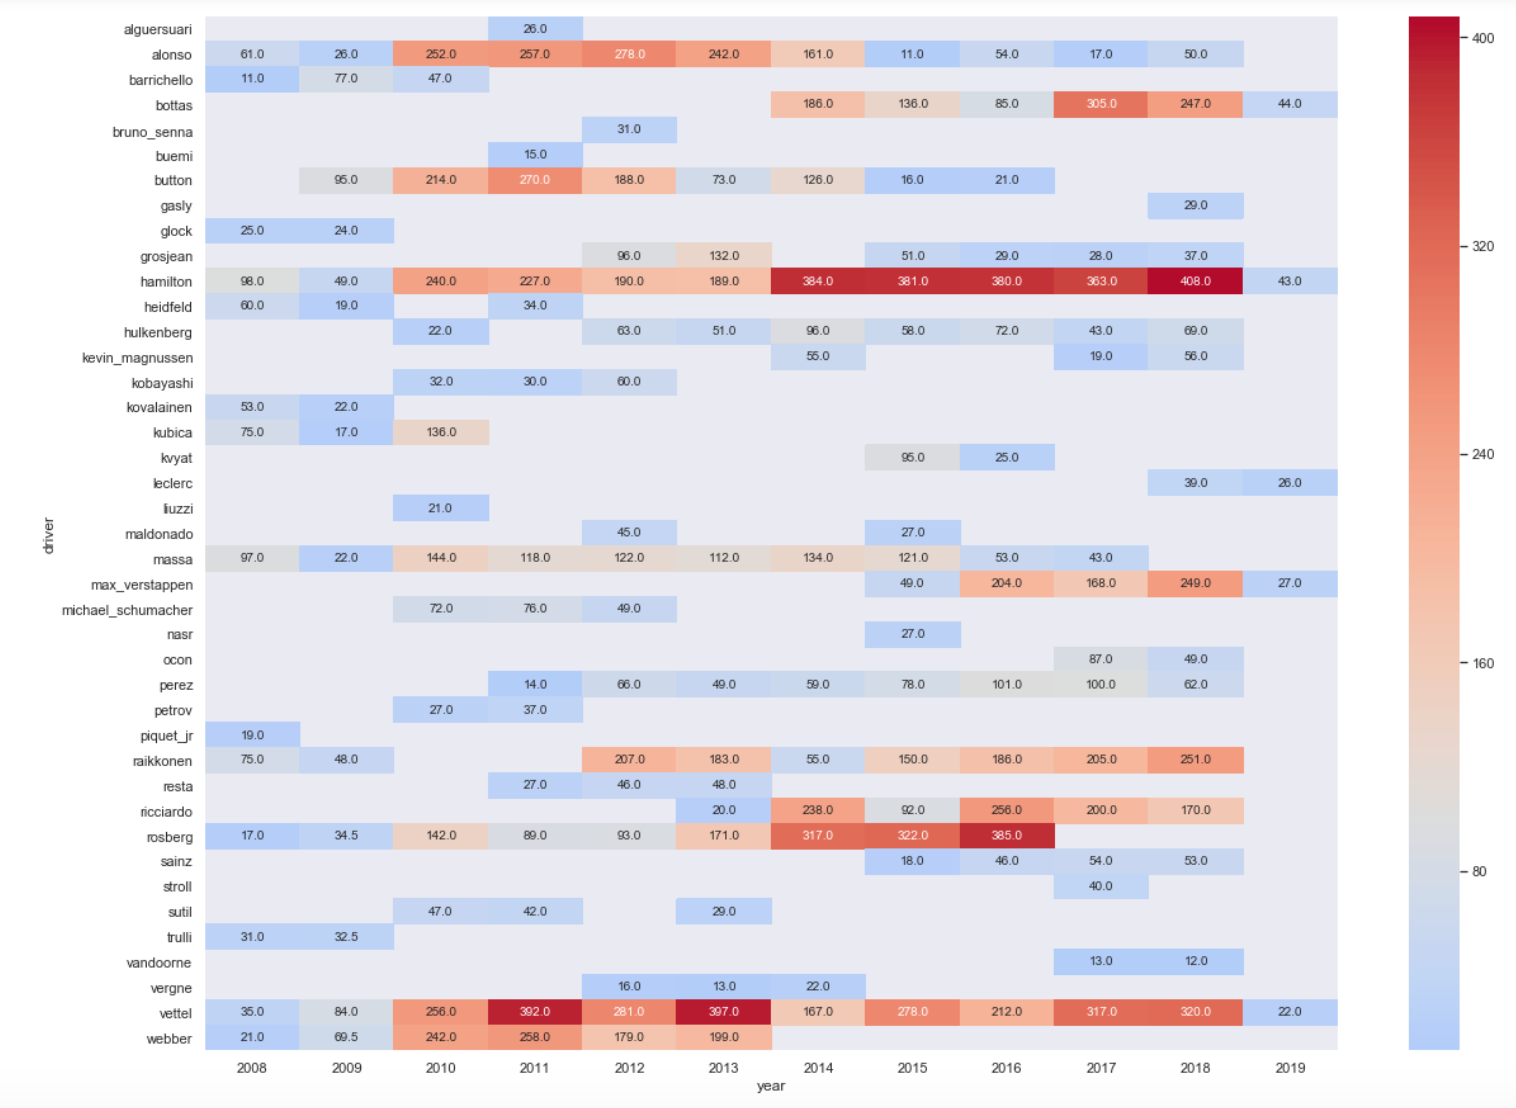 alguersuari 26.0
alonso 61.0 26.0 252.0 257.0 278.0 242.0 161.0 11.0 54.0 17.0 50.0
barrichello 11.0 77.0 47.0
bottas 186.0 136.0 85.0 305.0 247.0 44.0
bruno_senna 31.0
buemi 15.0
button 95.0 214.0 270.0 188.0 73.0 126.0 16.0 21.0
gasly 29.0
glock 25.0 24.0
grosjean 96.0 132.0 51.0 29.0 28.0 37.0
hamilton 98.0 49.0 240.0 227.0 190.0 189.0 384.0 381.0 380.0 363.0 408.0 43.0
heidfeld 60.0 19.0 34.0
hulkenberg 22.0 63.0 51.0 96.0 58.0 72.0 43.0 69.0
kevin_magnussen 55.0 19.0 56.0
kobayashi 32.0 30.0 60.0
kovalainen 53.0 22.0
kubica 75.0 17.0 136.0
kvyat 95.0 25.0
leclerc 39.0 26.0
liuzzi 21.0
maldonado 45.0 27.0
massa 97.0 22.0 144.0 118.0 122.0 112.0 134.0 121.0 53.0 43.0
max_verstappen 49.0 204.0 168.0 249.0 27.0
michael_schumacher 72.0 76.0 49.0
nasr 27.0
ocon 87.0 49.0
perez 14.0 66.0 49.0 59.0 78.0 101.0 100.0 62.0
petrov 27.0 37.0
piquet_jr 19.0
raikkonen 75.0 48.0 207.0 183.0 55.0 150.0 186.0 205.0 251.0
resta 27.0 46.0 48.0
ricciardo 20.0 238.0 92.0 256.0 200.0 170.0
rosberg 17.0 34.5 142.0 89.0 93.0 171.0 317.0 322.0 385.0
sainz 18.0 46.0 54.0 53.0
stroll 40.0
sutil 47.0 42.0 29.0
trulli 31.0 32.5
vandoorne 13.0 12.0
vergne 16.0 13.0 22.0
vettel 35.0 84.0 256.0 392.0 281.0 397.0 167.0 278.0 212.0 317.0 320.0 22.0
webber 21.0 69.5 242.0 258.0 179.0 199.0
2008 2009 2010 2011 2012 2013 2014 2015 2016 2017 2018 2019
year
driver
400
320
240
160
80